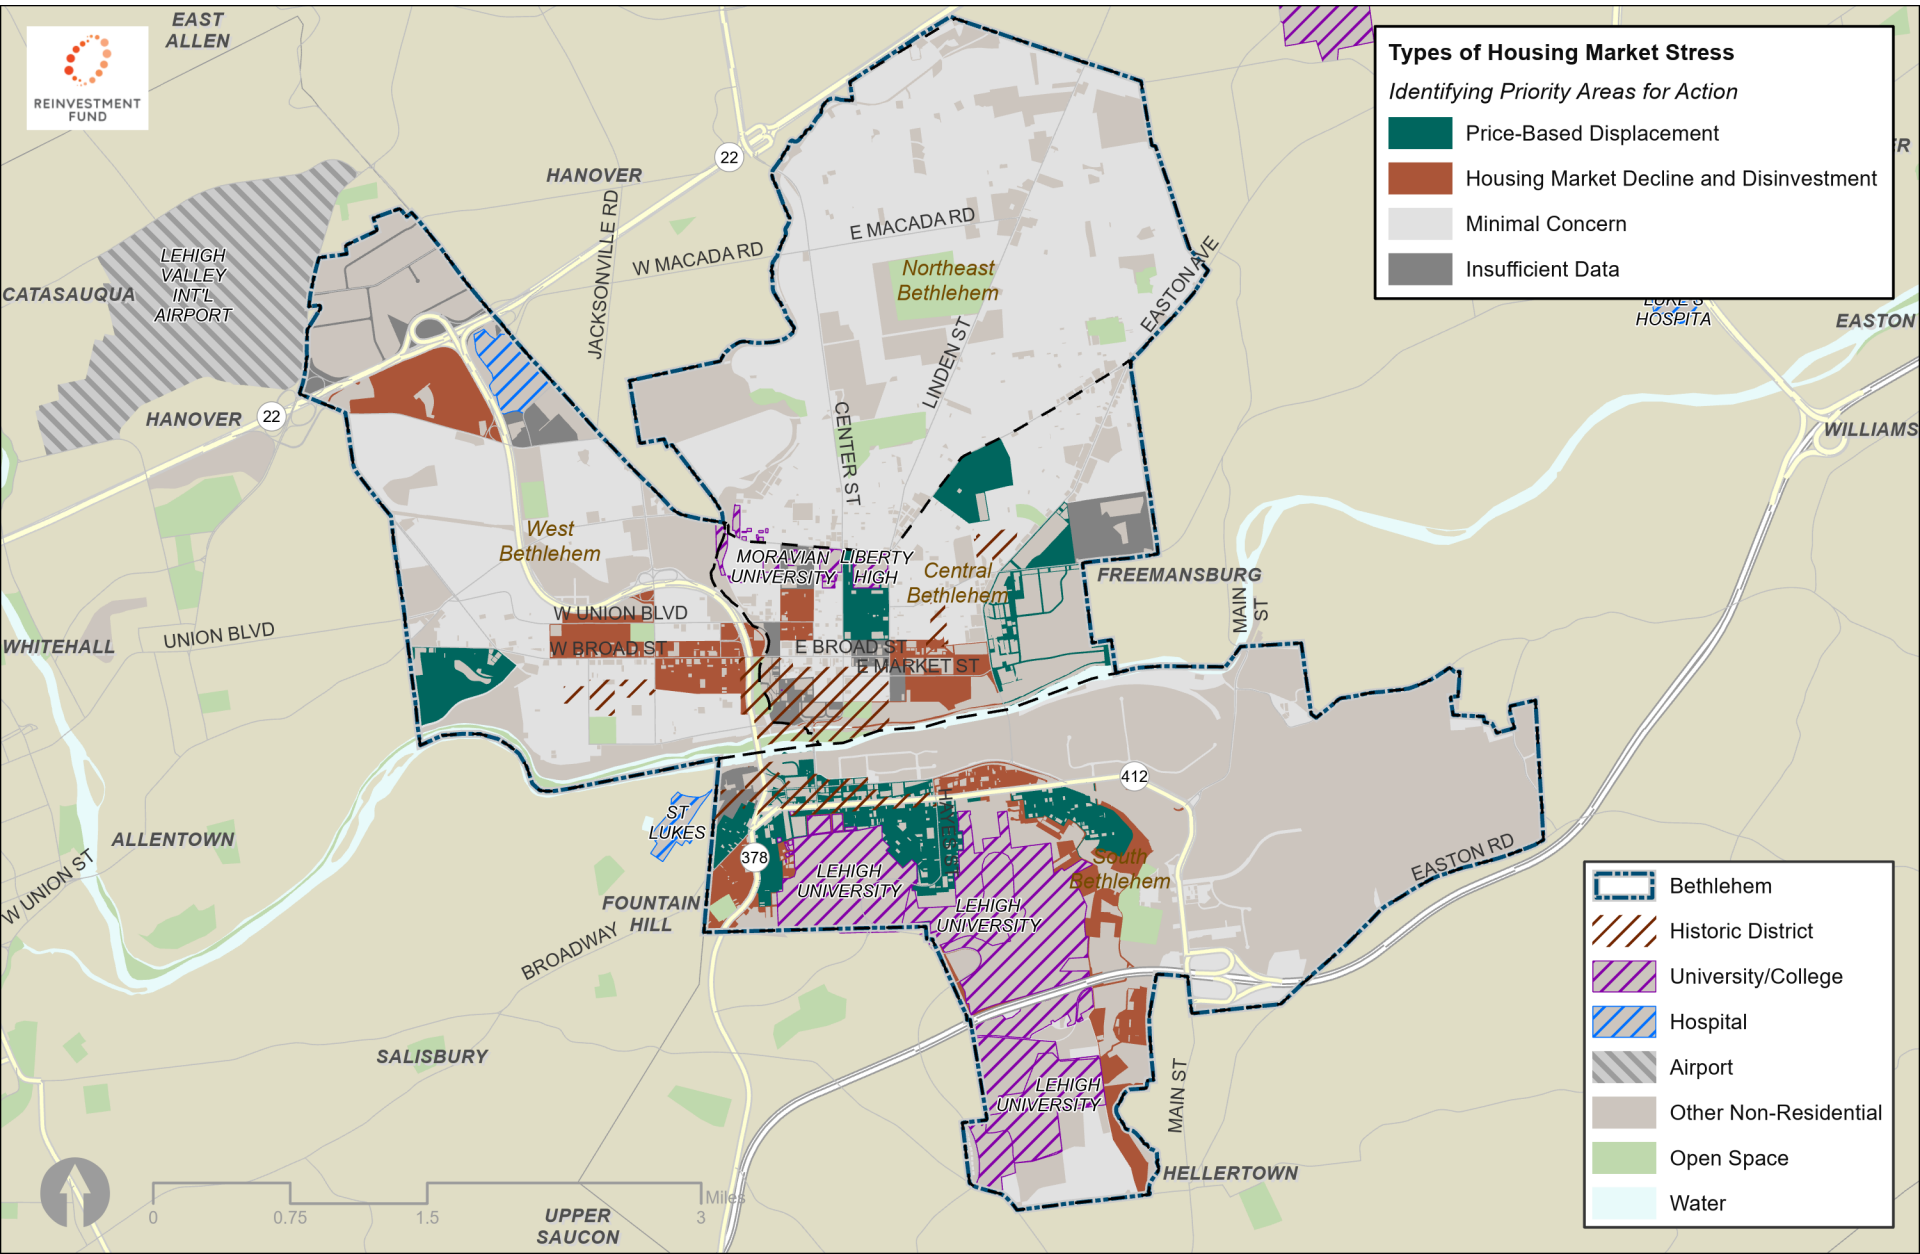 EAST
ALLEN
REINVESTMENT
FUND
Types of Housing Market Stress
Identifying Priority Areas for Action
Price-Based Displacement
Housing Market Decline and Disinvestment
Minimal Concern
Insufficient Data
22
HANOVER
JACKSONVILLE RD
W MACADA RD
E MACADA RD
Northeast
Bethlehem
EASTON AVE
LEHIGH
VALLEY
INT'L
AIRPORT
CATASAUQUA
LUKE'S
HOSPITA
EASTON
LINDEN ST
CENTER ST
HANOVER
22
WILLIAMS
West
Bethlehem
MORAVIAN
UNIVERSITY
LIBERTY
HIGH
Central
Bethlehem
FREEMANSBURG
MAIN
ST
W UNION BLVD
UNION BLVD
WHITEHALL
W BROAD ST
E BROAD ST
E MARKET ST
412
ST
LUKES
HAYES ST
ALLENTOWN
W UNION ST
378
LEHIGH
UNIVERSITY
South
Bethlehem
EASTON RD
FOUNTAIN
HILL
BROADWAY
LEHIGH
UNIVERSITY
SALISBURY
LEHIGH
UNIVERSITY
MAIN ST
HELLERTOWN
UPPER
SAUCON
0
0.75
1.5
3
Miles
Bethlehem
Historic District
University/College
Hospital
Airport
Other Non-Residential
Open Space
Water